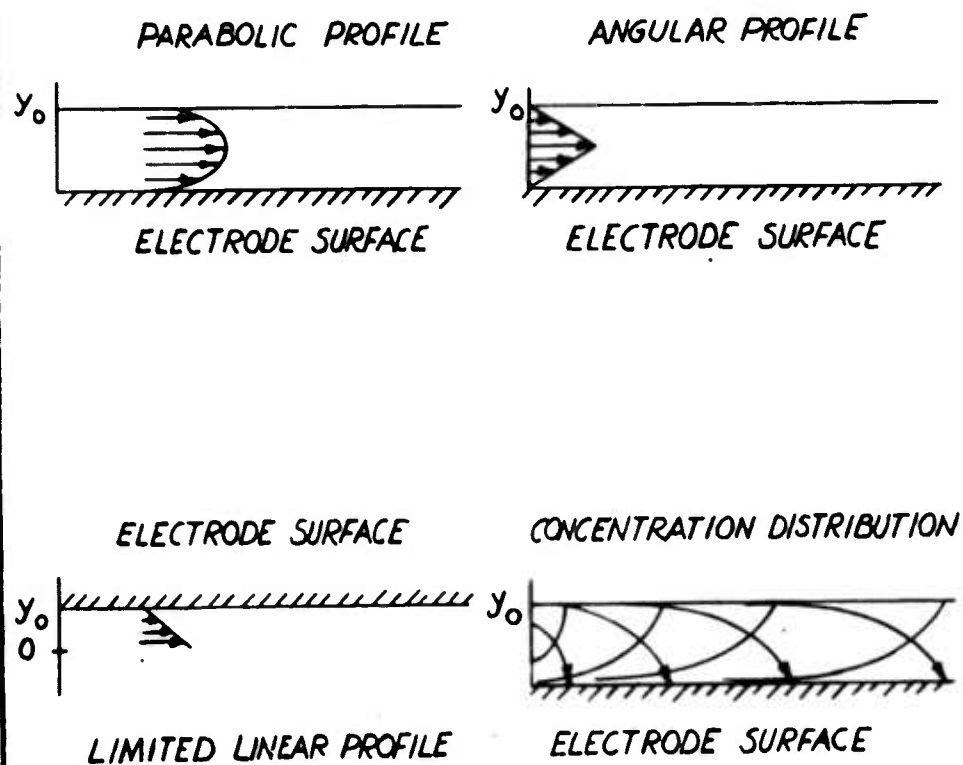 PARABOLIC PROFILE
ANGULAR PROFILE
y₀
y₀
ELECTRODE SURFACE
ELECTRODE SURFACE
ELECTRODE SURFACE
CONCENTRATION DISTRIBUTION
y₀
0
y₀
LIMITED LINEAR PROFILE
ELECTRODE SURFACE